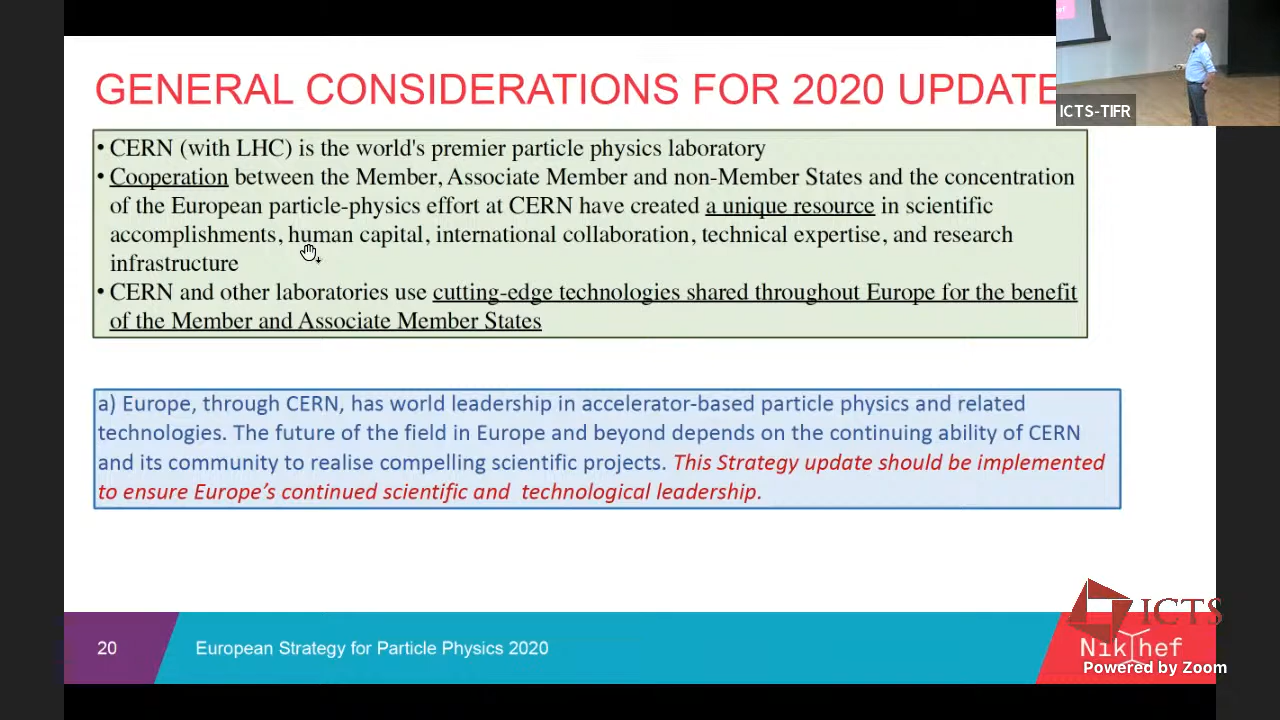 GENERAL CONSIDERATIONS FOR 2020 UPDATE
ICTS-TIFR
• CERN (with LHC) is the world's premier particle physics laboratory
• Cooperation between the Member, Associate Member and non-Member States and the concentration
of the European particle-physics effort at CERN have created a unique resource in scientific
accomplishments, human capital, international collaboration, technical expertise, and research
infrastructure
• CERN and other laboratories use cutting-edge technologies shared throughout Europe for the benefit
of the Member and Associate Member States
a) Europe, through CERN, has world leadership in accelerator-based particle physics and related
technologies. The future of the field in Europe and beyond depends on the continuing ability of CERN
and its community to realise compelling scientific projects. This Strategy update should be implemented
to ensure Europe's continued scientific and technological leadership.
ICTS
20
European Strategy for Particle Physics 2020
Nikhef
Powered by Zoom